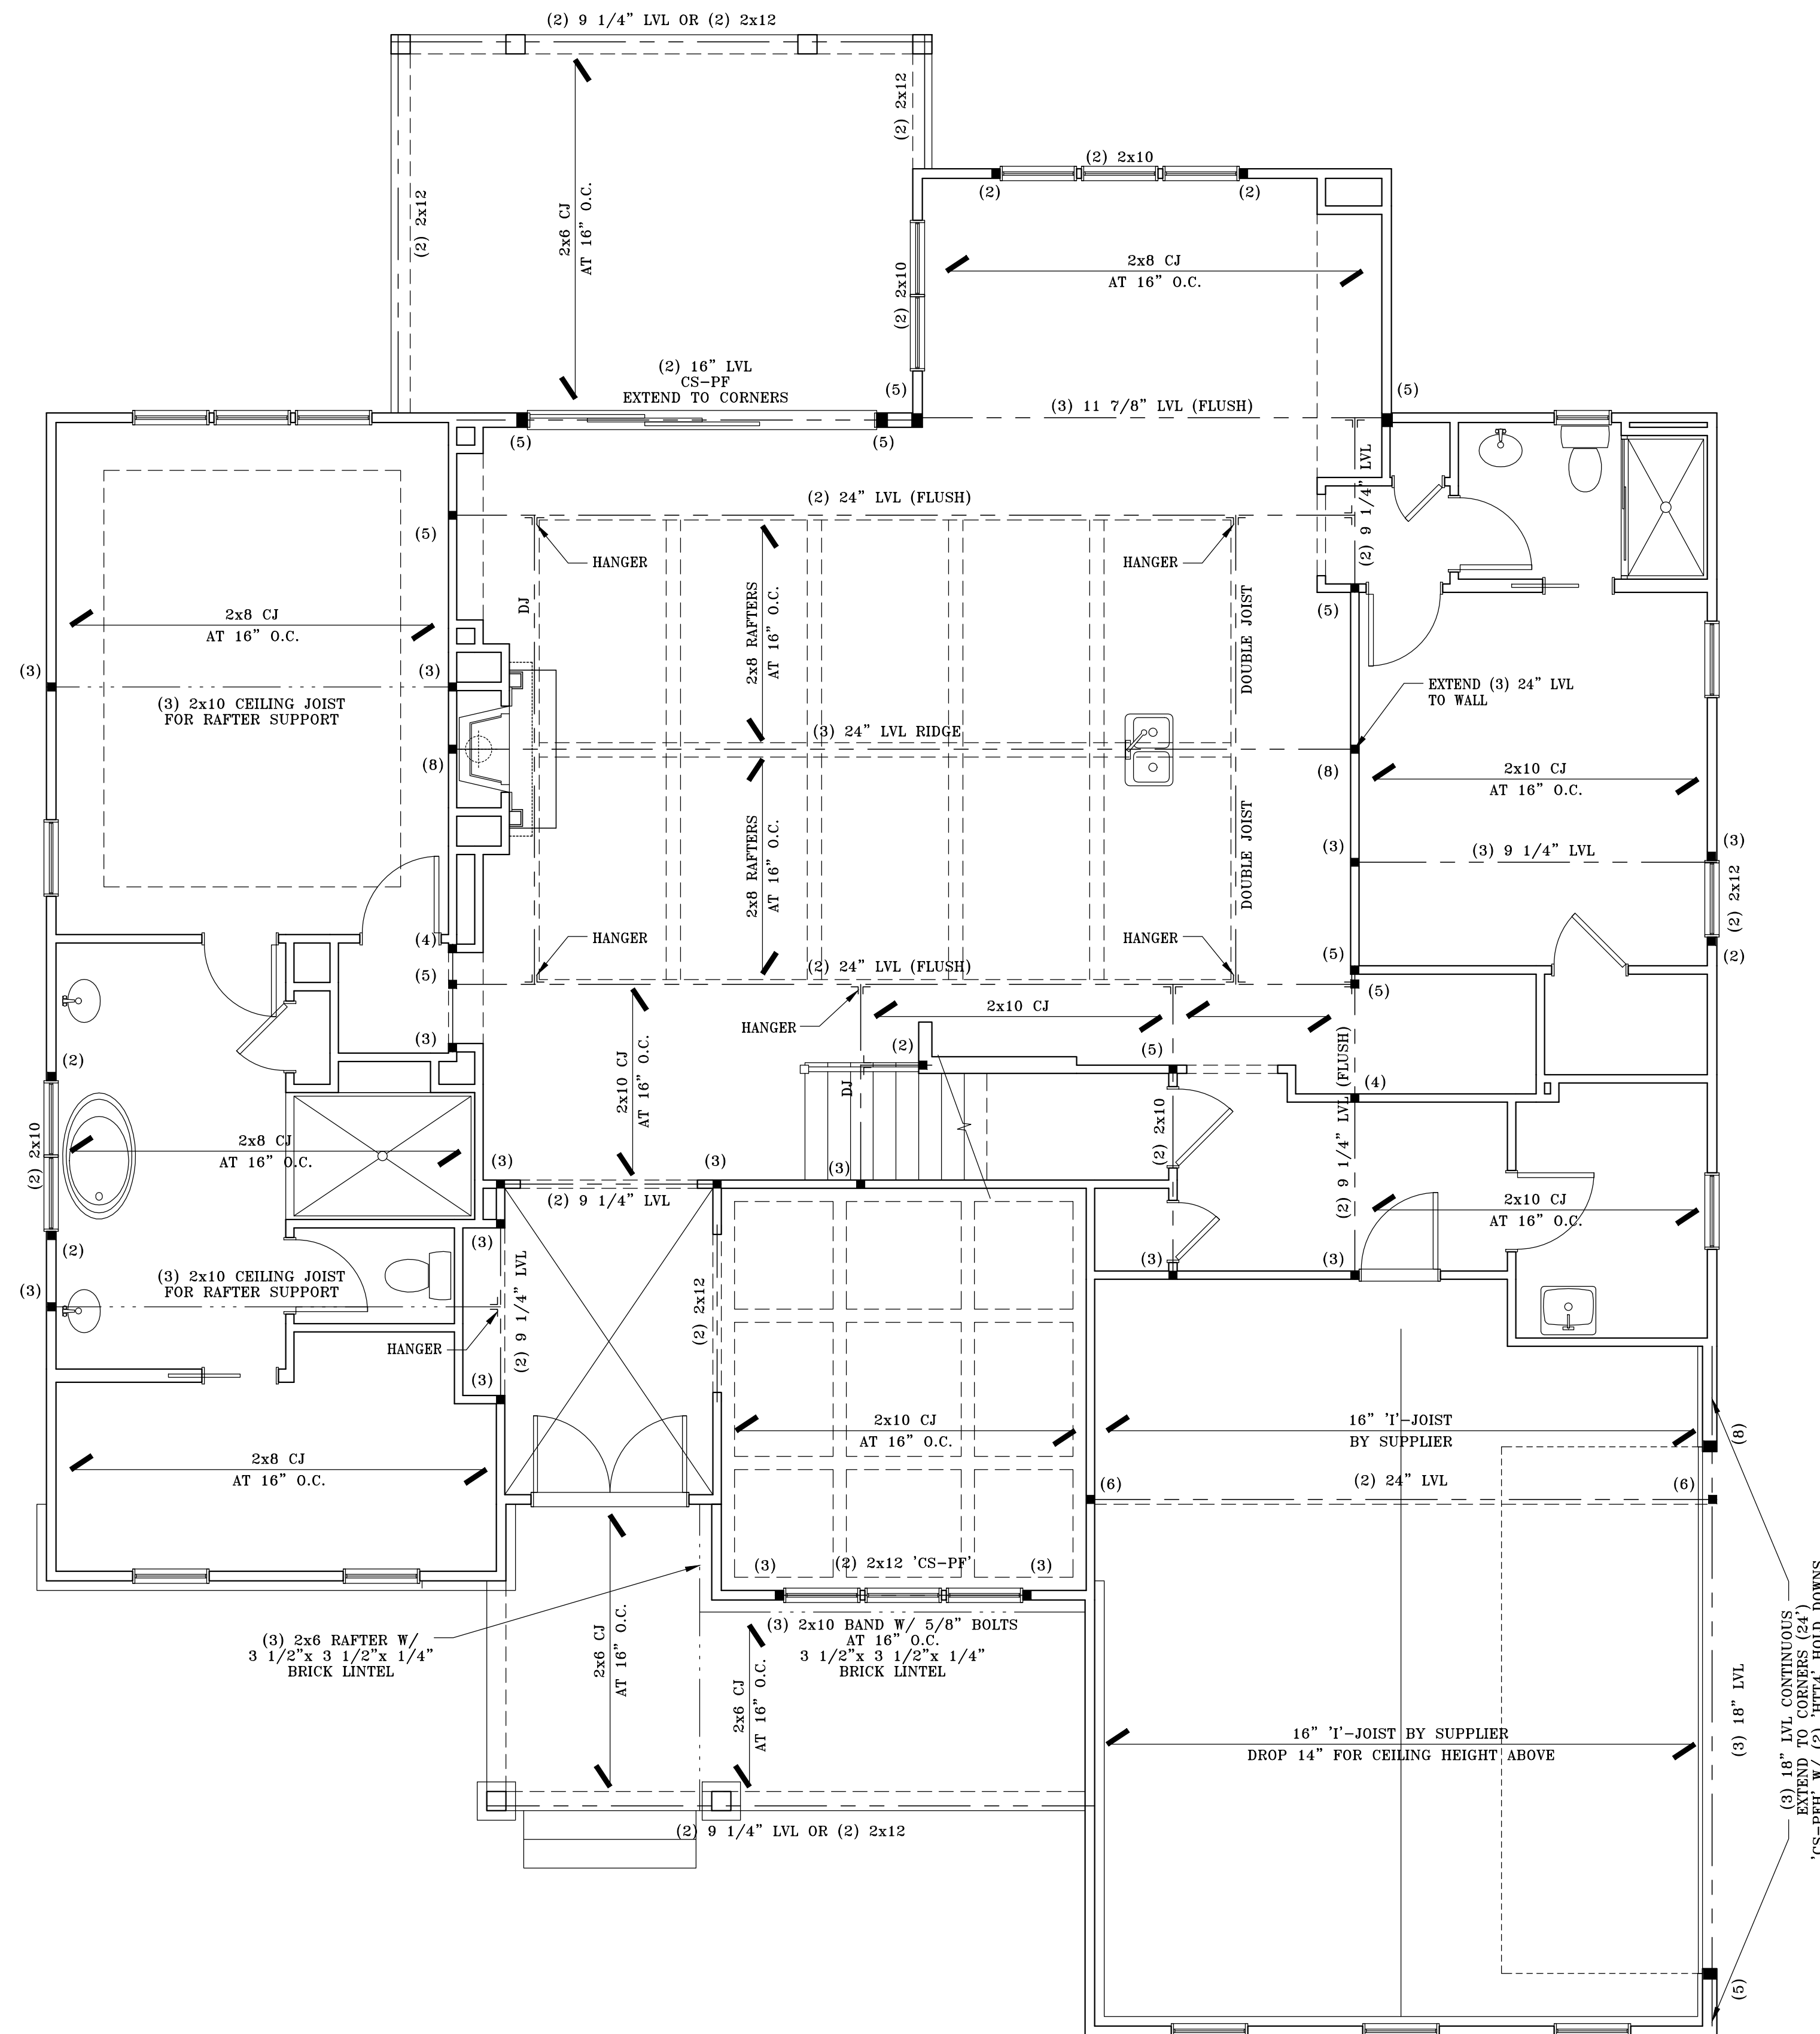 (2) 9 1/4" LVL OR (2) 2x12
(2) 2x12
(2) 2x12
2x6 CJ
AT 16" O.C.
(2) 2x10
(2)
(2)
2x8 CJ
AT 16" O.C.
(2) 2x10
(2) 16" LVL
CS-PF
EXTEND TO CORNERS
(5)
(5)
(3) 11 7/8" LVL (FLUSH)
(5)
(5)
(2) 9 1/4" LVL
(2) 24" LVL (FLUSH)
(5)
HANGER
HANGER
DJ
2x8 RAFTERS
AT 16" O.C.
DOUBLE JOIST
(5)
2x8 CJ
AT 16" O.C.
(3)
(3)
(3) 2x10 CEILING JOIST
FOR RAFTER SUPPORT
EXTEND (3) 24" LVL
TO WALL
(3) 24" LVL RIDGE
(8)
(8)
2x10 CJ
AT 16" O.C.
2x8 RAFTERS
AT 16" O.C.
DOUBLE JOIST
(3)
(3) 9 1/4" LVL
(3)
(2) 2x12
(2)
(4)
HANGER
HANGER
(5)
(2) 24" LVL (FLUSH)
(5)
(5)
2x10 CJ
HANGER
(3)
(2)
(2)
(5)
2x10 CJ
AT 16" O.C.
DJ
(4)
(2) 9 1/4" LVL (FLUSH)
(2) 2x10
(2) 2x10
2x8 CJ
AT 16" O.C.
(3)
(3)
(3)
(2) 9 1/4" LVL
2x10 CJ
AT 16" O.C.
(2)
(3)
(3)
(3)
(3)
(3) 2x10 CEILING JOIST
FOR RAFTER SUPPORT
(2) 9 1/4" LVL
(2) 2x12
HANGER
(3)
2x10 CJ
AT 16" O.C.
16" 'I'-JOIST
BY SUPPLIER
(8)
2x8 CJ
AT 16" O.C.
(6)
(2) 24" LVL
(6)
(3)
(2) 2x12 'CS-PF'
(3)
(3) 2x6 RAFTER W/
3 1/2"x 3 1/2"x 1/4"
BRICK LINTEL
2x6 CJ
AT 16" O.C.
(3) 2x10 BAND W/ 5/8" BOLTS
AT 16" O.C.
3 1/2"x 3 1/2"x 1/4"
BRICK LINTEL
2x6 CJ
AT 16" O.C.
16" 'I'-JOIST BY SUPPLIER
DROP 14" FOR CEILING HEIGHT ABOVE
(3) 18" LVL
(3) 18" LVL CONTINUOUS
EXTEND TO CORNERS (24')
'CS-PFH' W/ (2) 'HTT4' HOLD DOWNS
(2) 9 1/4" LVL OR (2) 2x12
(5)